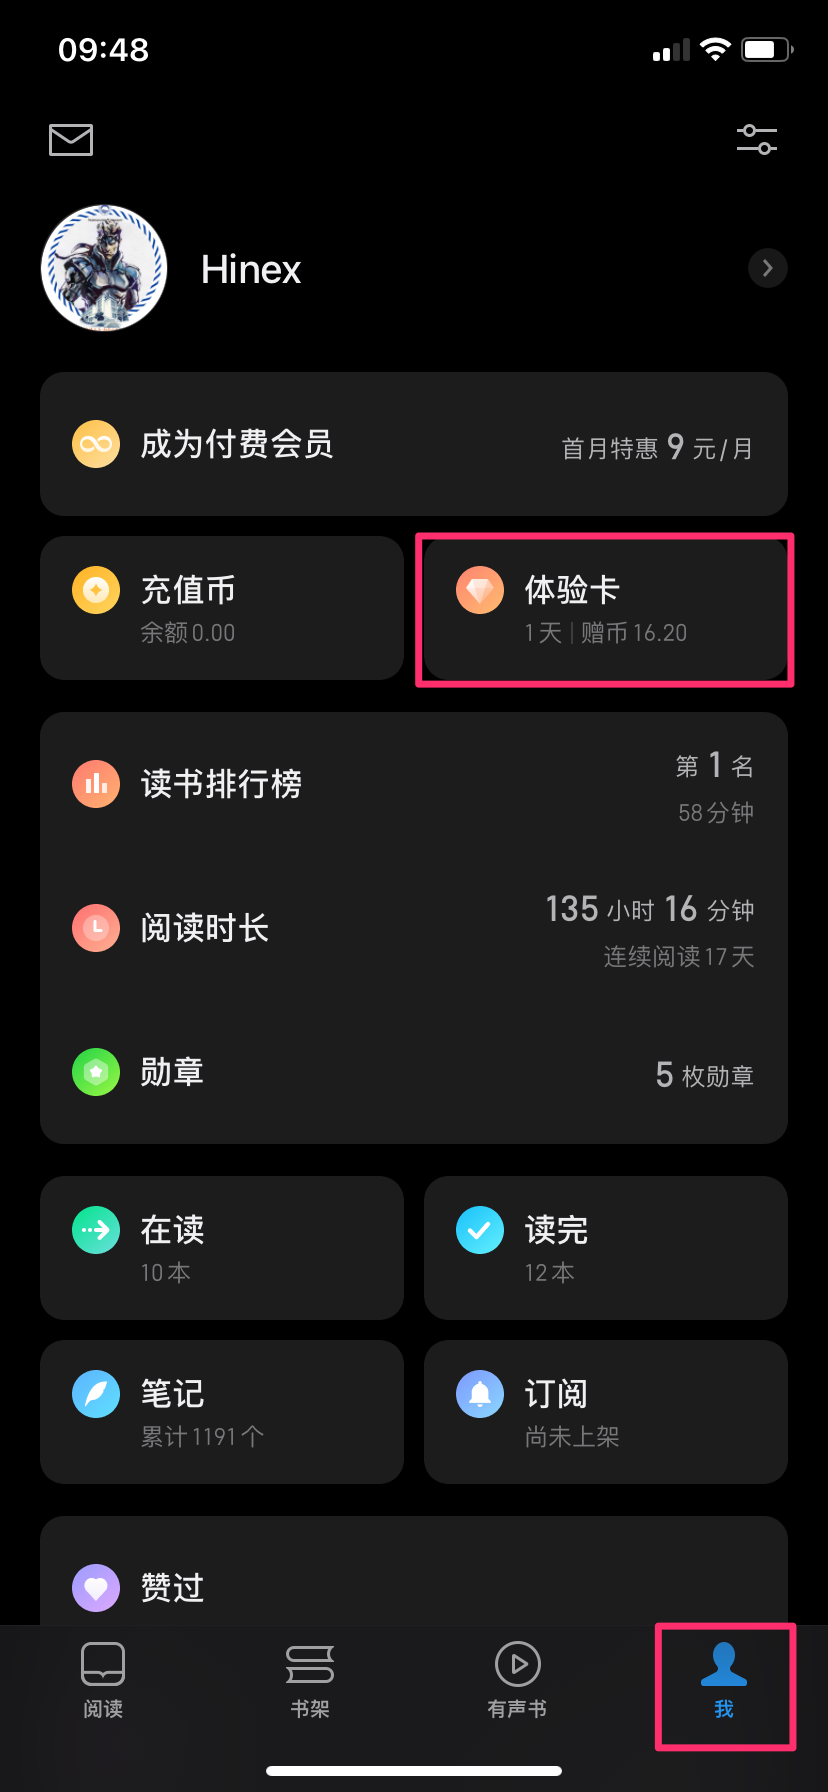 09:48
Hinex
成为付费会员
首月特惠 9 元/月
充值币
余额0.00
体验卡
1天|赠币16.20
读书排行榜
第 1 名
58分钟
阅读时长
135 小时 16 分钟
连续阅读17天
勋章
5 枚勋章
在读
10本
读完
12本
笔记
累计1191个
订阅
尚未上架
赞过
阅读
书架
有声书
我